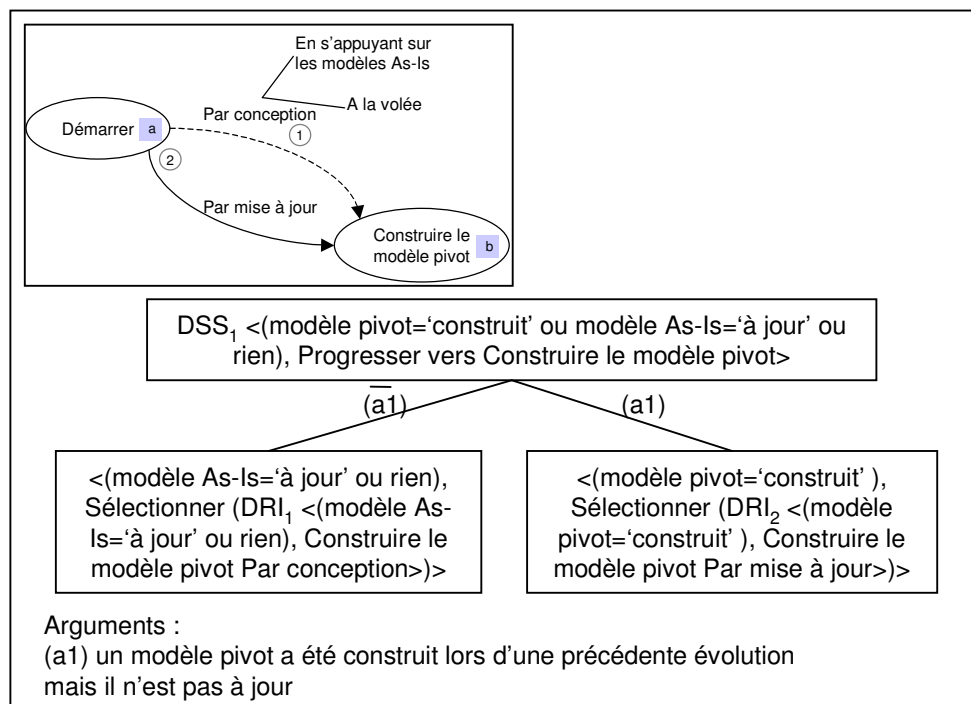 En s'appuyant sur
les modèles As-Is
A la volée
Par conception
1
Démarrer a
2
Par mise à jour
Construire le
modèle pivot b
DSS1 <(modèle pivot=‘construit’ ou modèle As-Is=‘à jour’ ou
rien), Progresser vers Construire le modèle pivot>
(a1)
(a1)
<(modèle As-Is=‘à jour’ ou rien),
Sélectionner (DRI1 <(modèle As-
Is=‘à jour’ ou rien), Construire le
modèle pivot Par conception>)>
<(modèle pivot=‘construit’ ),
Sélectionner (DRI2 <(modèle
pivot=‘construit’ ), Construire le
modèle pivot Par mise à jour>)>
Arguments :
(a1) un modèle pivot a été construit lors d’une précédente évolution
mais il n’est pas à jour